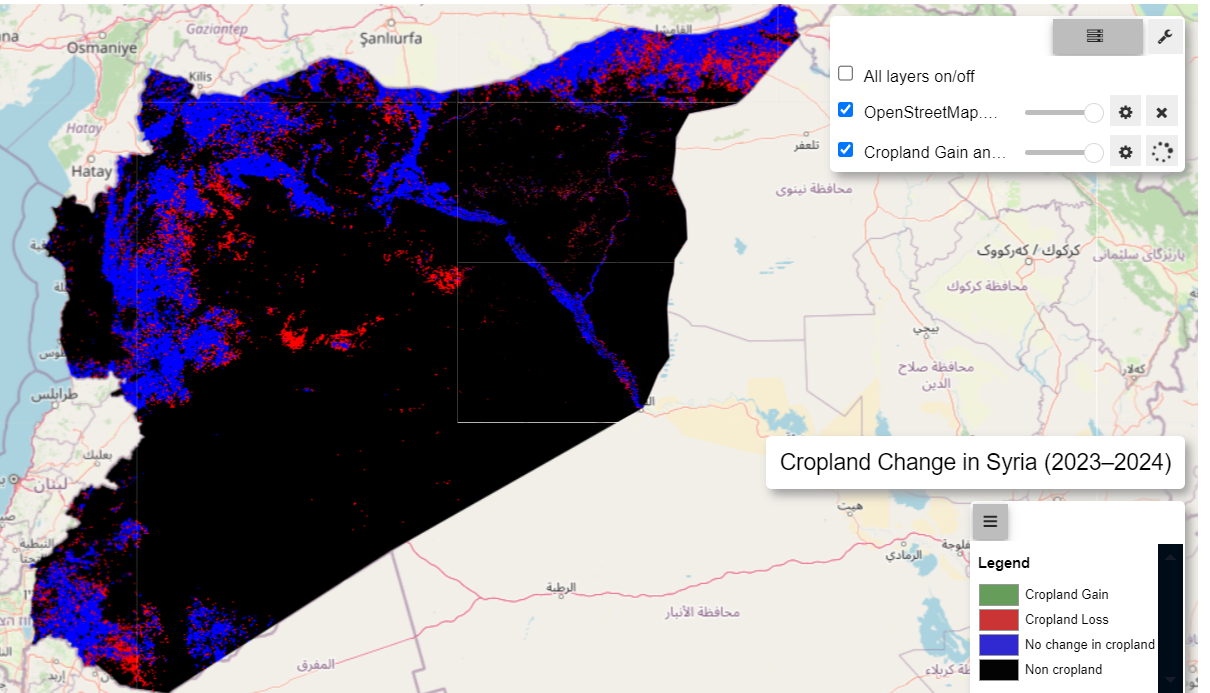 Gaziantep
Osmaniye
Şanlıurfa
القامشلي
Kilis
Hatay
Hatay
All layers on/off
OpenStreetMap....
Cropland Gain an...
تلعفر
محافظة نينوى
کەرکووک / كركوك
پارێزگای سلێمانی
محافظة كركوك
بيجي
محافظة صلاح
الدين
كەلار
طرابلس
بعلبك
لبنان
Cropland Change in Syria (2023–2024)
هيت
الرمادي
النبطية
الرطبة
محافظة الأنبار
المفرق
إربد
Legend
Cropland Gain
Cropland Loss
No change in cropland
Non cropland